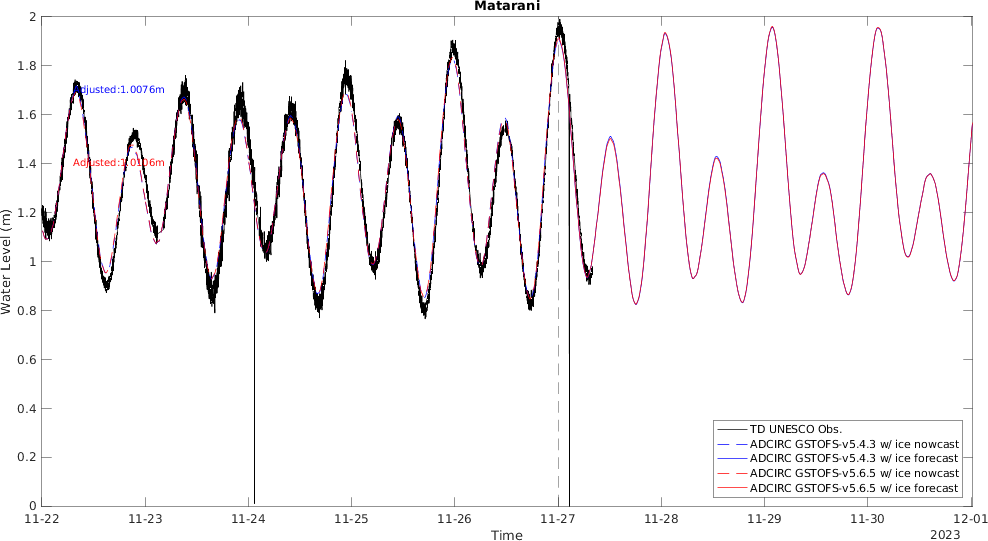 Matarani
2
1.8
1.6
1.4
1.2
1
0.8
0.6
0.4
0.2
0
Water Level (m)
Adjusted:1.0076m
Adjusted:1.0106m
TD UNESCO Obs.
ADCIRC GSTOFS-v5.4.3 w/ ice nowcast
ADCIRC GSTOFS-v5.4.3 w/ ice forecast
ADCIRC GSTOFS-v5.6.5 w/ ice nowcast
ADCIRC GSTOFS-v5.6.5 w/ ice forecast
11-22 11-23 11-24 11-25 11-26 11-27 11-28 11-29 11-30 12-01
Time
2023